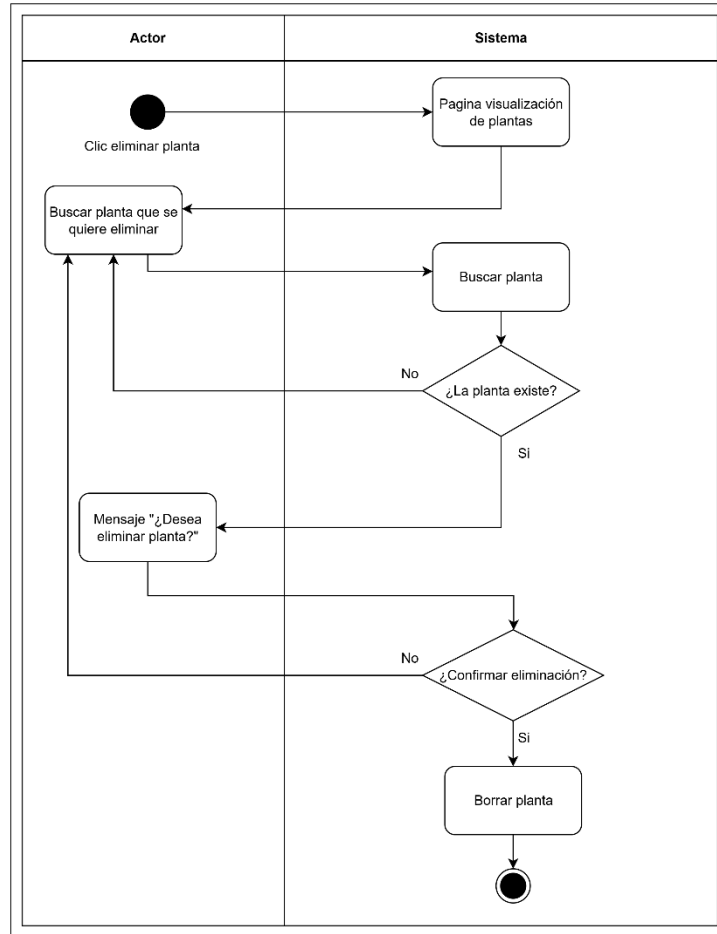 Actor
Sistema
Pagina visualización
de plantas
Clic eliminar planta
Buscar planta que se
quiere eliminar
Buscar planta
¿La planta existe?
No
Si
Mensaje "¿Desea
eliminar planta?"
¿Confirmar eliminación?
No
Si
Borrar planta